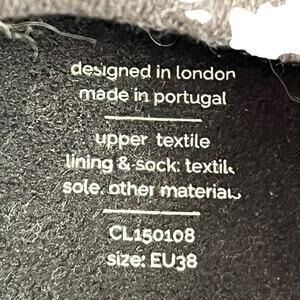 designed in london
made in portugal
upper textile
lining & sock: textile
sole. other materials
CL150108
size: EU38